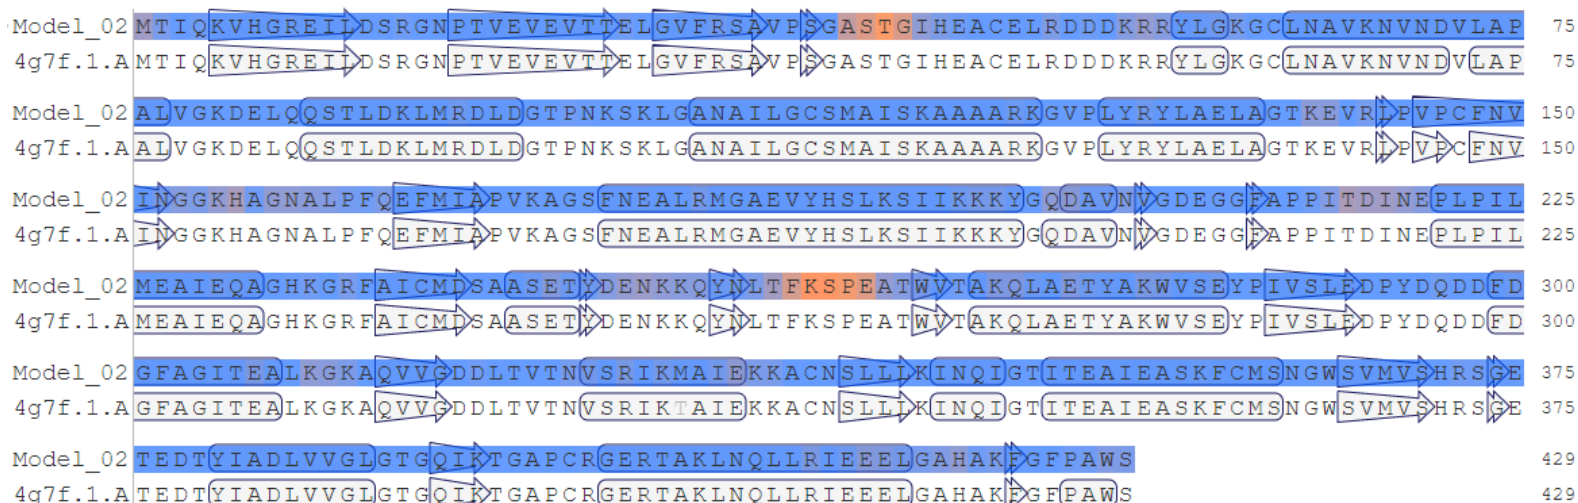 Model_02 MTIQKVHGREILDSRGNPTVEVEVTTELGVFRSAVPSGASTGIHEACELRDDDKRRYLGKGCLNAVKNVNDVLAP 75
4g7f.1.A MTIQKVHGREILDSRGNPTVEVEVTTELGVFRSAVPSGASTGIHEACELRDDDKRRYLGKGCLNAVKNVNDVLAP 75
Model_02 ALVGKDELQQSTLDKLMRDLDGTPNKSKLGANAILGCSMAISKAAAARKGVPLYRYLAELAGTKEVRLPVPCFNV 150
4g7f.1.A ALVGKDELQQSTLDKLMRDLDGTPNKSKLGANAILGCSMAISKAAAARKGVPLYRYLAELAGTKEVRLPVPCFNV 150
Model_02 INGGKHAGNALPFQEFMIAPVKAGSFNEALRMGAEVYHSLKSIIKKKYGQDAVNVGDEGGFAPPITDINEPLPIL 225
4g7f.1.A INGGKHAGNALPFQEFMIAPVKAGSFNEALRMGAEVYHSLKSIIKKKYGQDAVNVGDEGGFAPPITDINEPLPIL 225
Model_02 MEAIEQAGHKGRFAICMDSAASETYDENKKQYNLTFKSPEATWVTAKQLAETYAKWVSEYPIVSLEDPYDQDDFD 300
4g7f.1.A MEAIEQAGHKGRFAICMDSAASETYDENKKQYNLTFKSPEATWVTAKQLAETYAKWVSEYPIVSLEDPYDQDDFD 300
Model_02 GFAGITEALKGKAQVVGDDLTVTNVSRIKMAIEKKACNSLLLKINQIGTITEAIEASKFCMSNGWSVMVSHRSGE 375
4g7f.1.A GFAGITEALKGKAQVVGDDLTVTNVSRIKTAIEKKACNSLLLKINQIGTITEAIEASKFCMSNGWSVMVSHRSGE 375
Model_02 TEDTYIADLVVGLGTGQIKTGAPCRGERTAKLNQLLRIEEELGAHAKFGFPAWS 429
4g7f.1.A TEDTYIADLVVGLGTGQIKTGAPCRGERTAKLNQLLRIEEELGAHAKFGFPAWS 429